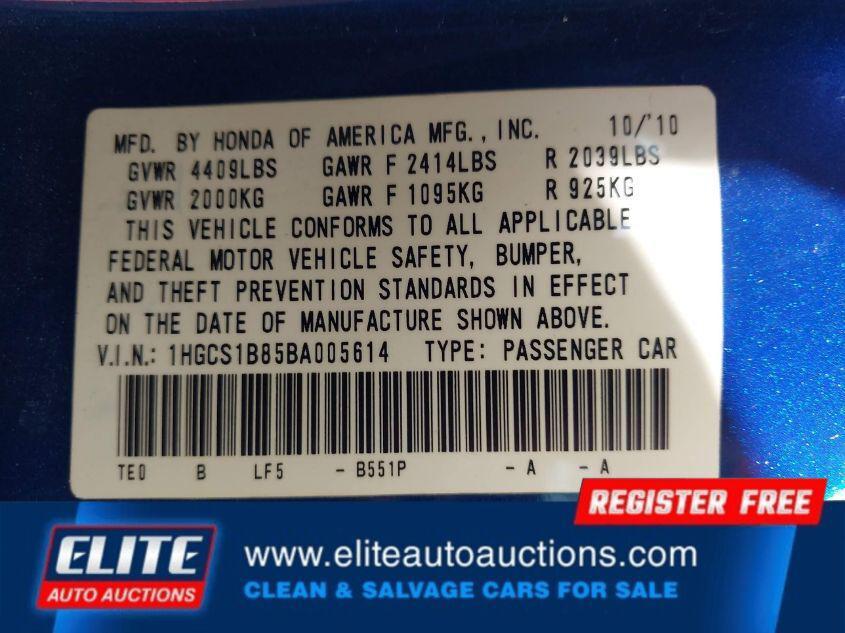 MFD. BY HONDA OF AMERICA MFG., INC. 10/'10
GVWR 4409LBS GAWR F 2414LBS R 2039LBS
GVWR 2000KG GAWR F 1095KG R 925KG
THIS VEHICLE CONFORMS TO ALL APPLICABLE
FEDERAL MOTOR VEHICLE SAFETY, BUMPER,
AND THEFT PREVENTION STANDARDS IN EFFECT
ON THE DATE OF MANUFACTURE SHOWN ABOVE.
V.I.N.: 1HGCS1B85BA005614 TYPE: PASSENGER CAR
TE0 B LF5 - B551P - A - A
REGISTER FREE
ELITE
AUTO AUCTIONS
www.eliteautoauctions.com
CLEAN & SALVAGE CARS FOR SALE